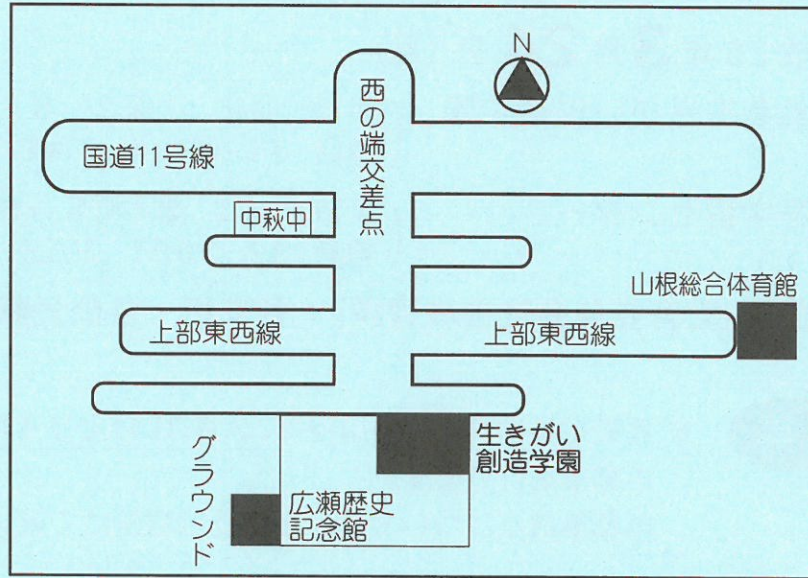 N
西の端交差点
国道11号線
中萩中
山根総合体育館
上部東西線
上部東西線
生きがい
創造学園
グラウンド
広瀬歴史
記念館